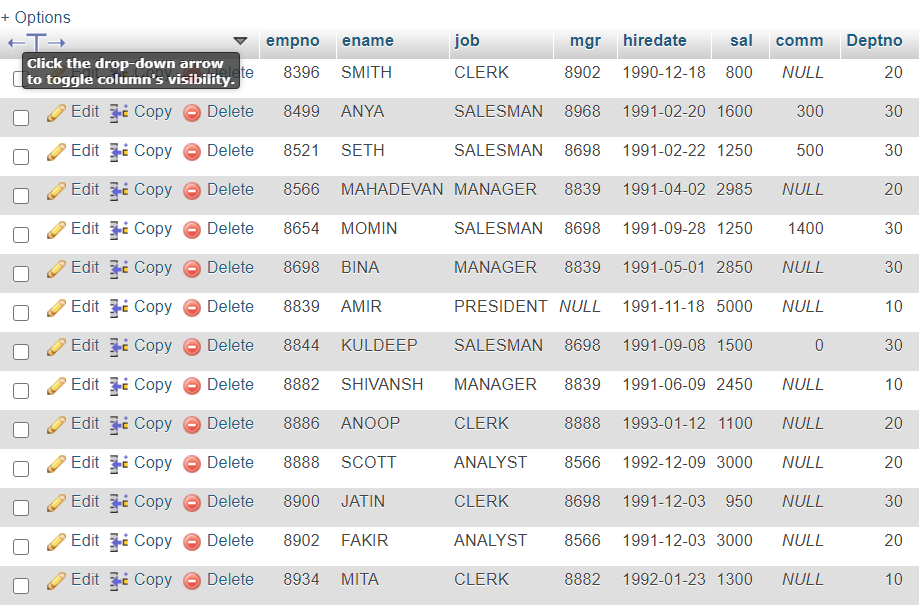 + Options
←T→ empno ename job mgr hiredate sal comm Deptno
Click the drop-down arrow
to toggle column's visibility.
8396 SMITH CLERK 8902 1990-12-18 800 NULL 20
Edit Copy Delete 8499 ANYA SALESMAN 8968 1991-02-20 1600 300 30
Edit Copy Delete 8521 SETH SALESMAN 8698 1991-02-22 1250 500 30
Edit Copy Delete 8566 MAHADEVAN MANAGER 8839 1991-04-02 2985 NULL 20
Edit Copy Delete 8654 MOMIN SALESMAN 8698 1991-09-28 1250 1400 30
Edit Copy Delete 8698 BINA MANAGER 8839 1991-05-01 2850 NULL 30
Edit Copy Delete 8839 AMIR PRESIDENT NULL 1991-11-18 5000 NULL 10
Edit Copy Delete 8844 KULDEEP SALESMAN 8698 1991-09-08 1500 0 30
Edit Copy Delete 8882 SHIVANSH MANAGER 8839 1991-06-09 2450 NULL 10
Edit Copy Delete 8886 ANOOP CLERK 8888 1993-01-12 1100 NULL 20
Edit Copy Delete 8888 SCOTT ANALYST 8566 1992-12-09 3000 NULL 20
Edit Copy Delete 8900 JATIN CLERK 8698 1991-12-03 950 NULL 30
Edit Copy Delete 8902 FAKIR ANALYST 8566 1991-12-03 3000 NULL 20
Edit Copy Delete 8934 MITA CLERK 8882 1992-01-23 1300 NULL 10